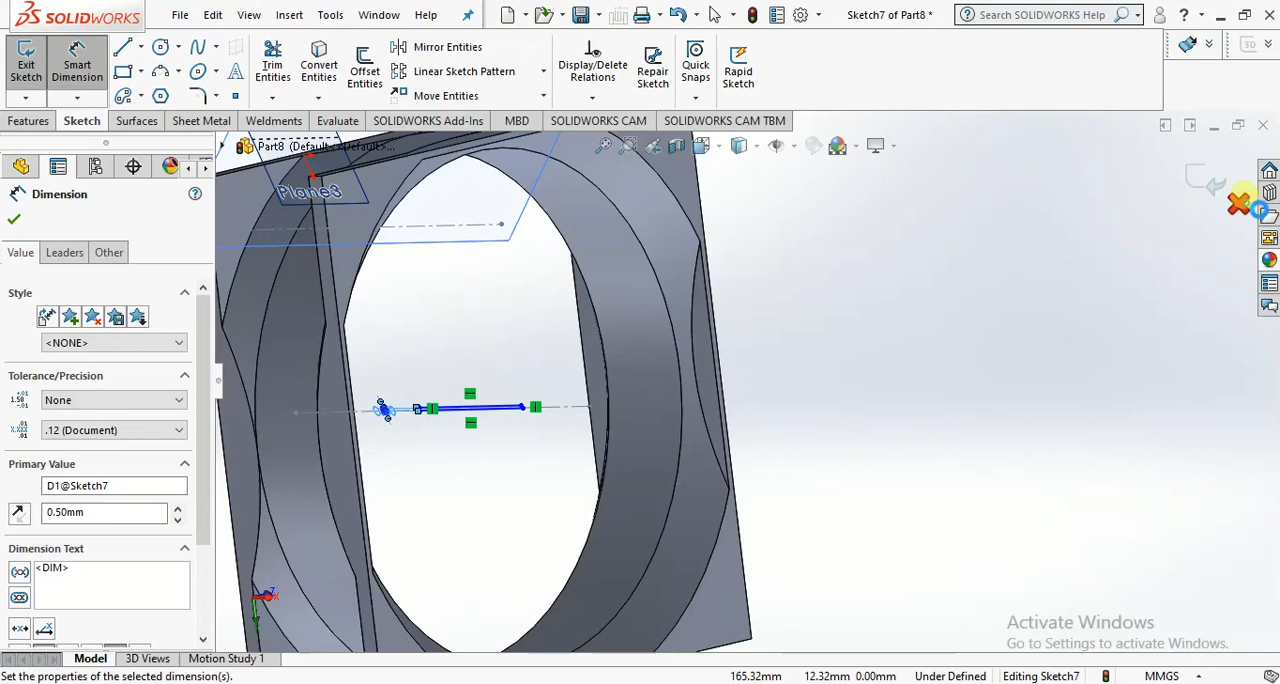 SOLIDWORKS File Edit View Insert Tools Window Help Sketch7 of Part8 * Search SOLIDWORKS Help ?
Exit Sketch Smart Dimension Trim Entities Convert Entities Offset Entities Mirror Entities Linear Sketch Pattern Move Entities Display/Delete Relations Repair Sketch Quick Snaps Rapid Sketch 3D
Features Sketch Surfaces Sheet Metal Weldments Evaluate SOLIDWORKS Add-Ins MBD SOLIDWORKS CAM SOLIDWORKS CAM TBM
Part8 (Default<<Default>...
Plane3
Dimension
Value Leaders Other
Style
<NONE>
Tolerance/Precision
None
.12 (Document)
Primary Value
D1@Sketch7
0.50mm
Dimension Text
<DIM>
Activate Windows
Go to Settings to activate Windows.
Model 3D Views Motion Study 1
Set the properties of the selected dimension(s). 165.32mm 12.32mm 0.00mm Under Defined Editing Sketch7 MMGS